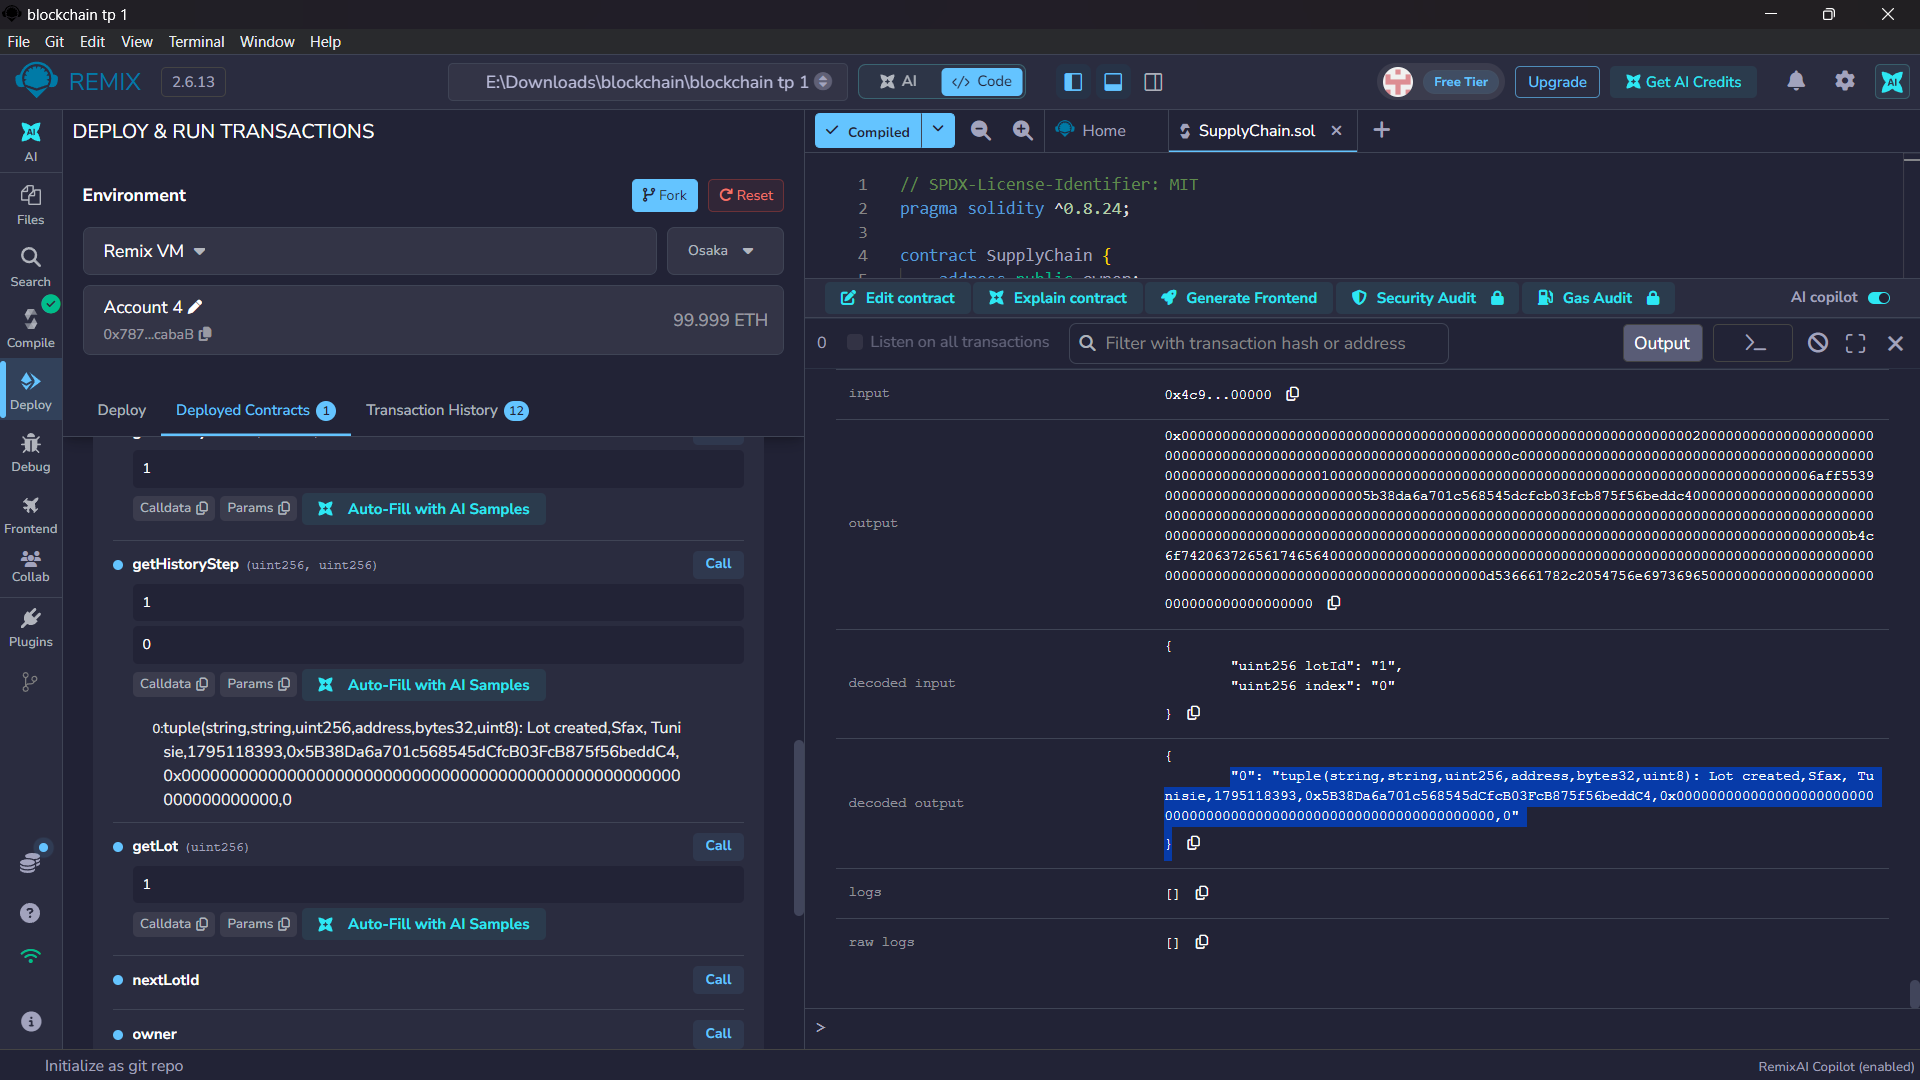 blockchain tp 1
File Git Edit View Terminal Window Help
REMIX 2.6.13
E:\Downloads\blockchain\blockchain tp 1
AI </> Code
Free Tier Upgrade Get AI Credits AI
AI
Files
Search
Compile
Deploy
Debug
Frontend
Collab
Plugins
DEPLOY & RUN TRANSACTIONS
Environment Fork Reset
Remix VM Osaka
Account 4
0x787...cabaB
99.999 ETH
Deploy Deployed Contracts 1 Transaction History 12
1
Calldata Params Auto-Fill with AI Samples
getHistoryStep (uint256, uint256) Call
1
0
Calldata Params Auto-Fill with AI Samples
0:tuple(string,string,uint256,address,bytes32,uint8): Lot created,Sfax, Tuni
sie,1795118393,0x5B38Da6a701c568545dCfcB03FcB875f56beddC4,
getLot (uint256) Call
1
Calldata Params Auto-Fill with AI Samples
nextLotId Call
owner Call
Compiled Home SupplyChain.sol
1 // SPDX-License-Identifier: MIT
2 pragma solidity ^0.8.24;
3
4 contract SupplyChain {
Edit contract Explain contract Generate Frontend Security Audit Gas Audit AI copilot
0 Listen on all transactions Filter with transaction hash or address Output >_
input 0x4c9...00000
output
decoded input
{
"uint256 lotId": "1",
"uint256 index": "0"
}
decoded output
{
"0": "tuple(string,string,uint256,address,bytes32,uint8): Lot created,Sfax, Tu
}
logs []
raw logs []
>
Initialize as git repo
RemixAI Copilot (enabled)